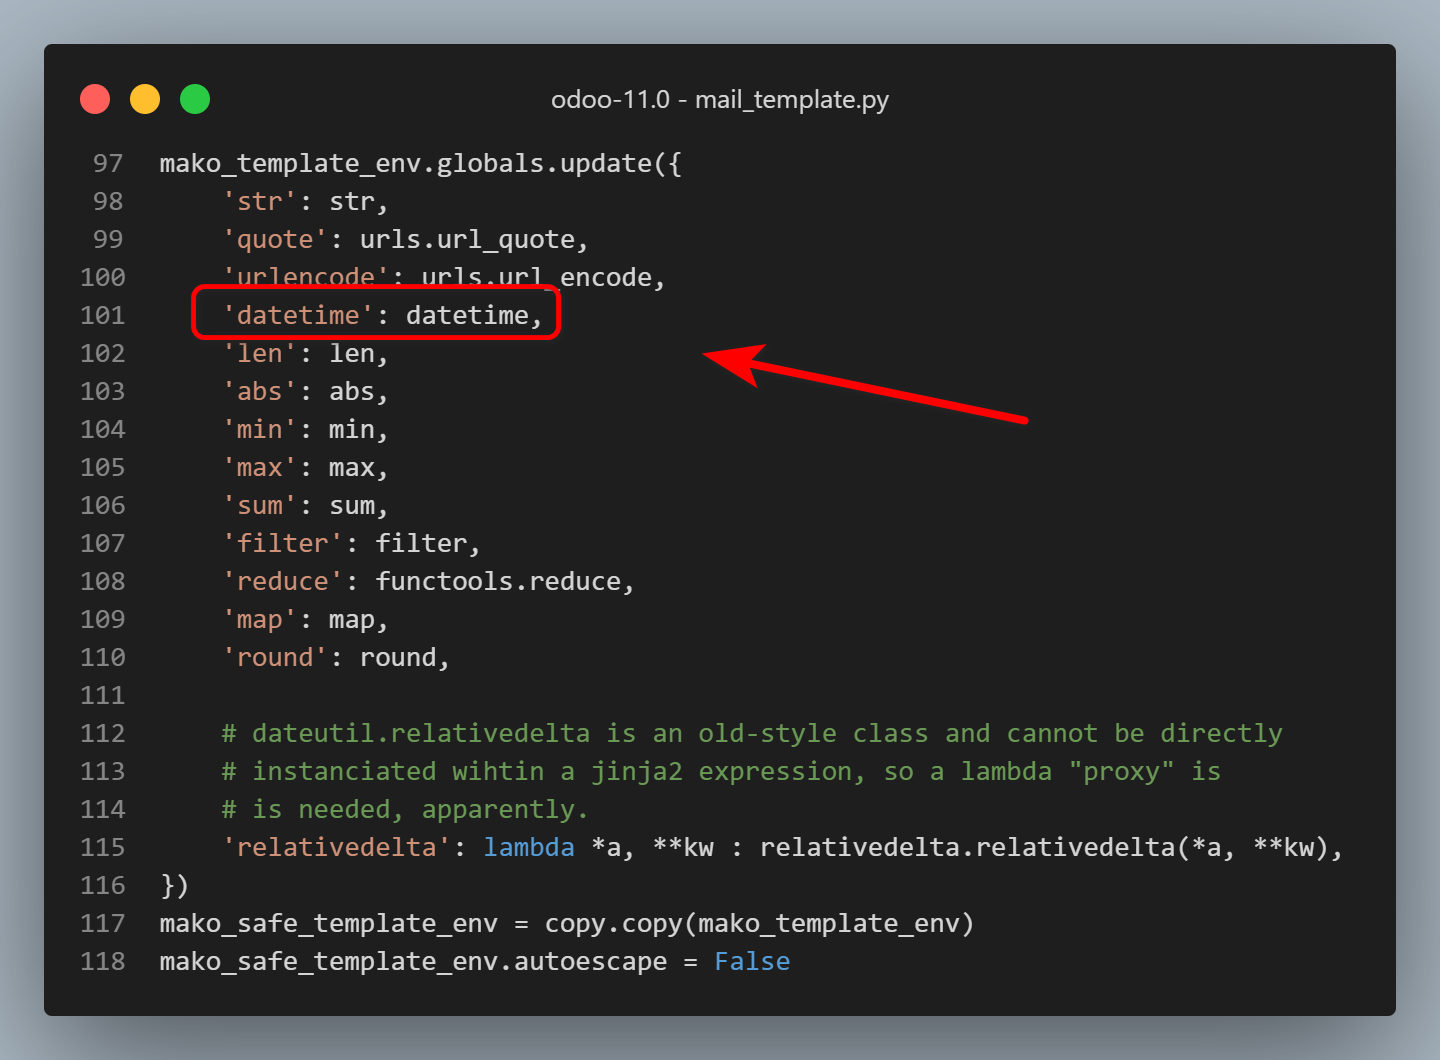 odoo-11.0 - mail_template.py
97 mako_template_env.globals.update({
98     'str': str,
99     'quote': urls.url_quote,
100     'urlencode': urls.url_encode,
101     'datetime': datetime,
102     'len': len,
103     'abs': abs,
104     'min': min,
105     'max': max,
106     'sum': sum,
107     'filter': filter,
108     'reduce': functools.reduce,
109     'map': map,
110     'round': round,
111
112     # dateutil.relativedelta is an old-style class and cannot be directly
113     # instanciated wihtin a jinja2 expression, so a lambda "proxy" is
114     # is needed, apparently.
115     'relativedelta': lambda *a, **kw : relativedelta.relativedelta(*a, **kw),
116 })
117 mako_safe_template_env = copy.copy(mako_template_env)
118 mako_safe_template_env.autoescape = False